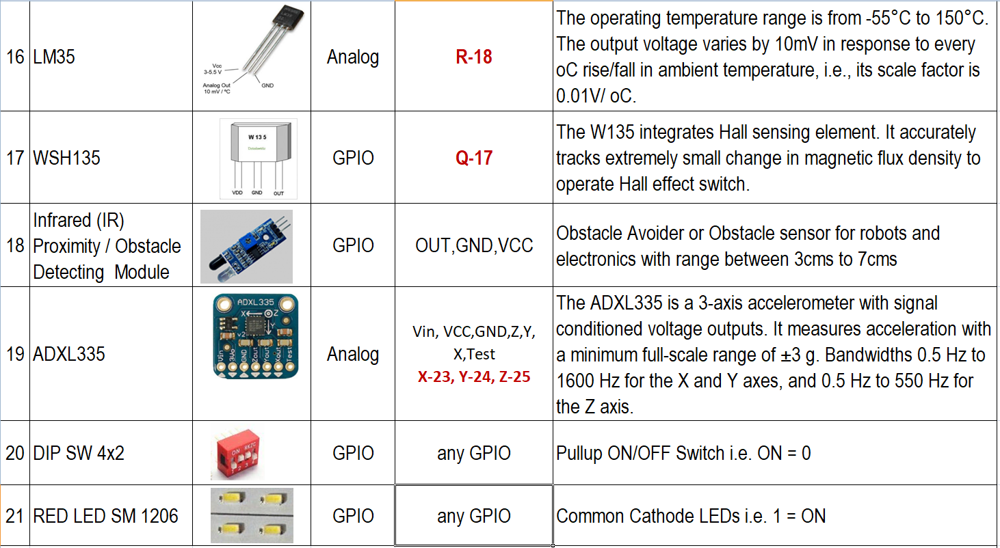 16
LM35
LM35
Vcc
3-5.5 V
Analog Out
10 mV / ºC
GND
Analog
R-18
The operating temperature range is from -55°C to 150°C.
The output voltage varies by 10mV in response to every
oC rise/fall in ambient temperature, i.e., its scale factor is
0.01V/ oC.
17
WSH135
W 13 5
VDD GND OUT
GPIO
Q-17
The W135 integrates Hall sensing element. It accurately
tracks extremely small change in magnetic flux density to
operate Hall effect switch.
18
Infrared (IR)
Proximity / Obstacle
Detecting Module
GPIO
OUT,GND,VCC
Obstacle Avoider or Obstacle sensor for robots and
electronics with range between 3cms to 7cms
19
ADXL335
ADXL335
X Z
Y
v2
Vin 3Vo GND Zout Yout Xout Test
Analog
Vin, VCC,GND,Z,Y,
X,Test
X-23, Y-24, Z-25
The ADXL335 is a 3-axis accelerometer with signal
conditioned voltage outputs. It measures acceleration with
a minimum full-scale range of ±3 g. Bandwidths 0.5 Hz to
1600 Hz for the X and Y axes, and 0.5 Hz to 550 Hz for
the Z axis.
20
DIP SW 4x2
ON
1 2 3
GPIO
any GPIO
Pullup ON/OFF Switch i.e. ON = 0
21
RED LED SM 1206
GPIO
any GPIO
Common Cathode LEDs i.e. 1 = ON